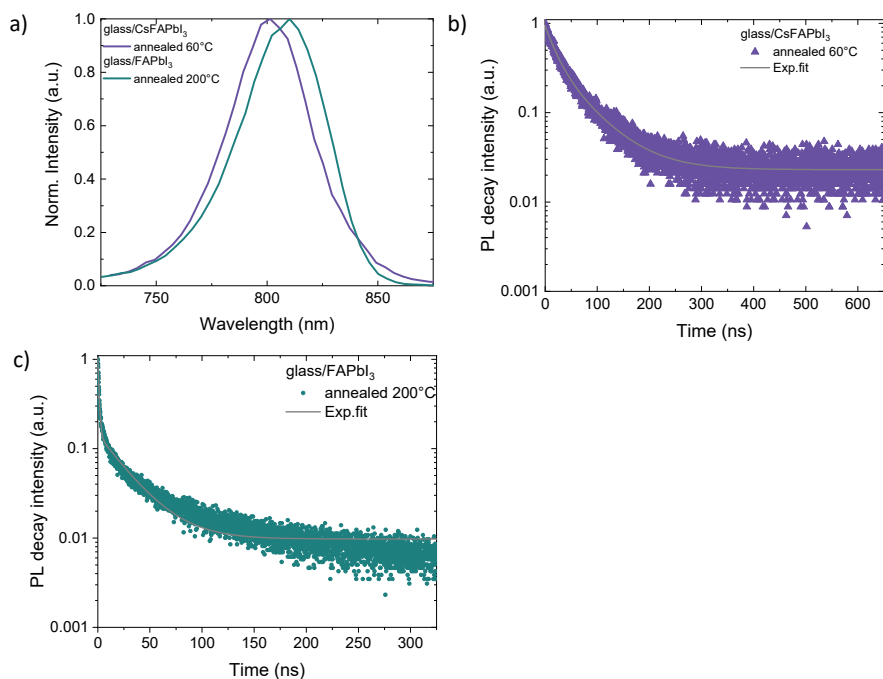 a)
glass/CsFAPbI₃
annealed 60°C
glass/FAPbI₃
annealed 200°C
1.0
0.8
0.6
0.4
0.2
0.0
Norm. Intensity (a.u.)
750 800 850
Wavelength (nm)
b)
glass/CsFAPbI₃
annealed 60°C
Exp.fit
1
0.1
0.01
0.001
PL decay intensity (a.u.)
0 100 200 300 400 500 600
Time (ns)
c)
glass/FAPbI₃
annealed 200°C
Exp.fit
1
0.1
0.01
0.001
PL decay intensity (a.u.)
0 50 100 150 200 250 300
Time (ns)